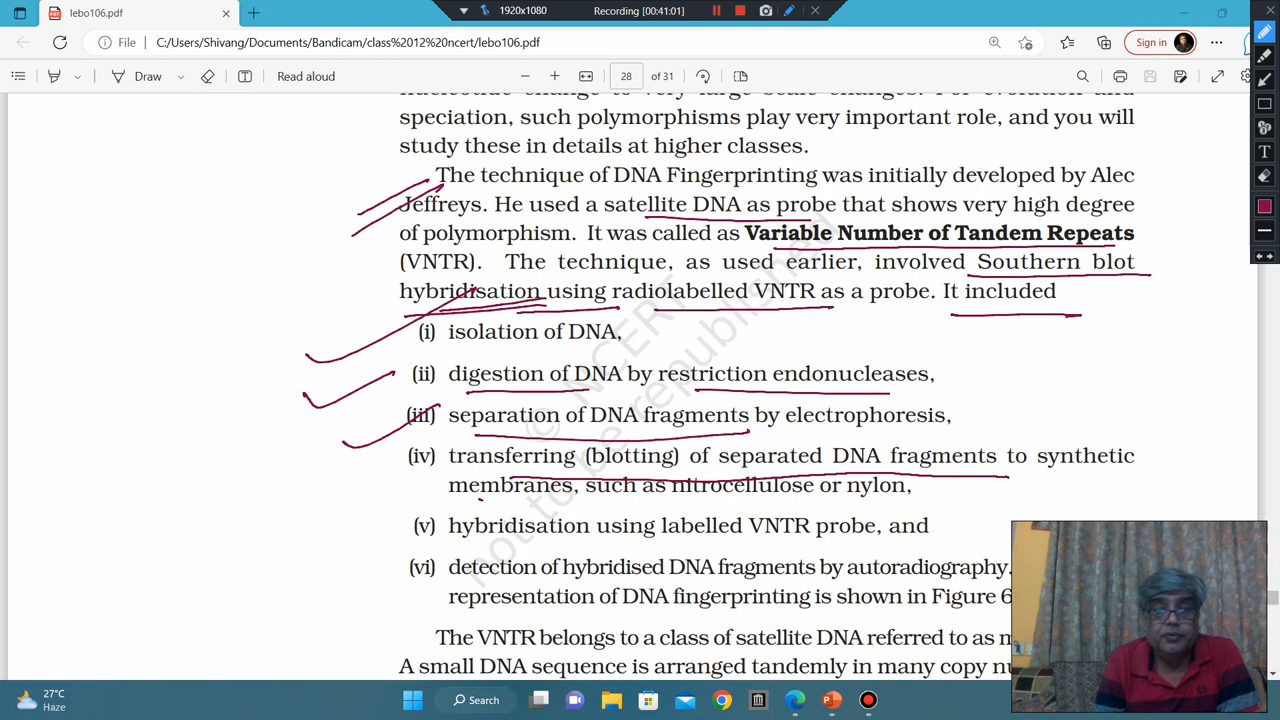 lebo106.pdf
1920x1080
Recording [00:41:01]
File
C:/Users/Shivang/Documents/Bandicam/class%2012%20ncert/lebo106.pdf
Sign in
Draw
Read aloud
28
of 31
speciation, such polymorphisms play very important role, and you will
study these in details at higher classes.
The technique of DNA Fingerprinting was initially developed by Alec
Jeffreys. He used a satellite DNA as probe that shows very high degree
of polymorphism. It was called as Variable Number of Tandem Repeats
(VNTR). The technique, as used earlier, involved Southern blot
hybridisation using radiolabelled VNTR as a probe. It included
(i) isolation of DNA,
(ii) digestion of DNA by restriction endonucleases,
(iii) separation of DNA fragments by electrophoresis,
(iv) transferring (blotting) of separated DNA fragments to synthetic
membranes, such as nitrocellulose or nylon,
(v) hybridisation using labelled VNTR probe, and
(vi) detection of hybridised DNA fragments by autoradiography.
representation of DNA fingerprinting is shown in Figure 6
The VNTR belongs to a class of satellite DNA referred to as
A small DNA sequence is arranged tandemly in many copy
© NCERT
not to be republished
27°C
Haze
Search